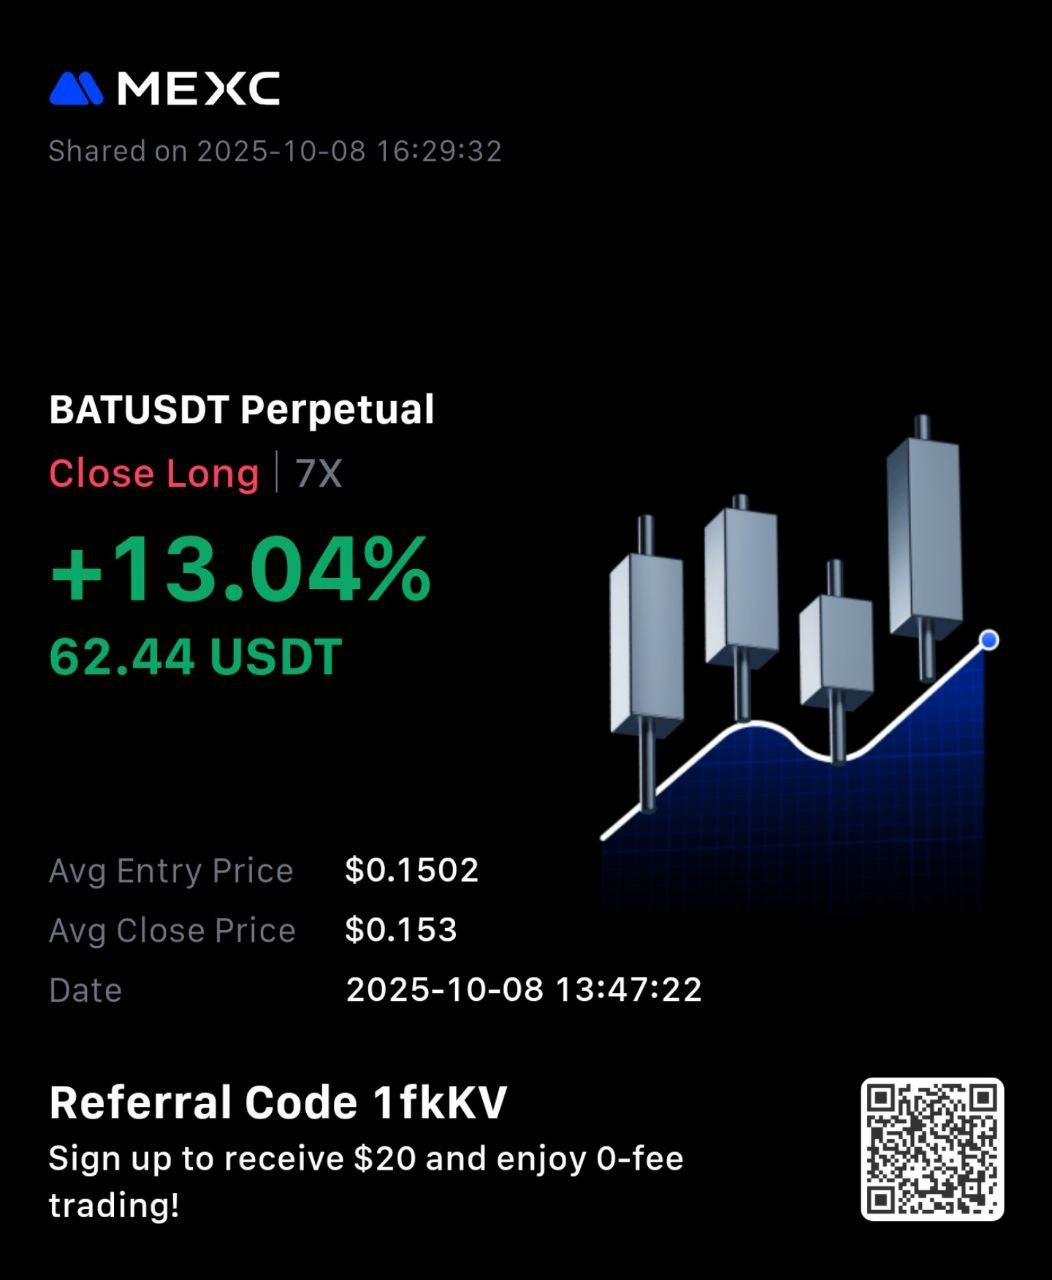 MEXC
Shared on 2025-10-08 16:29:32
BATUSDT Perpetual
Close Long | 7X
+13.04%
62.44 USDT
Avg Entry Price $0.1502
Avg Close Price $0.153
Date 2025-10-08 13:47:22
Referral Code 1fkKV
Sign up to receive $20 and enjoy 0-fee
trading!